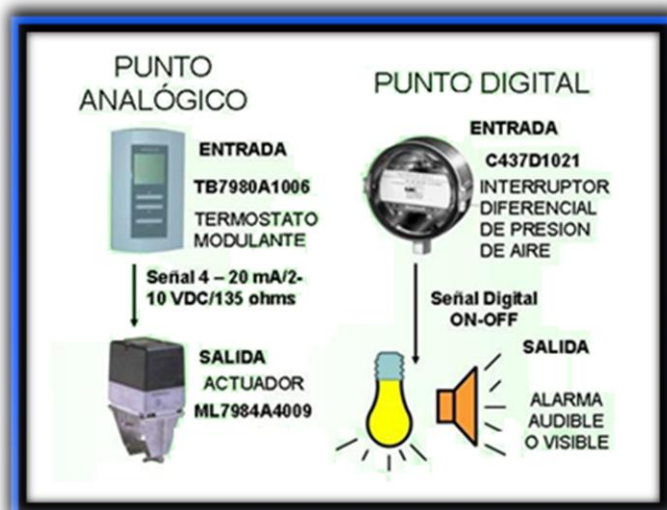 PUNTO
ANALÓGICO
ENTRADA
TB7980A1006
TERMOSTATO
MODULANTE
Señal 4 – 20 mA/2-
10 VDC/135 ohms
SALIDA
ACTUADOR
ML7984A4009
PUNTO DIGITAL
ENTRADA
C437D1021
INTERRUPTOR
DIFERENCIAL
DE PRESION
DE AIRE
Señal Digital
ON-OFF
SALIDA
ALARMA
AUDIBLE
O VISIBLE